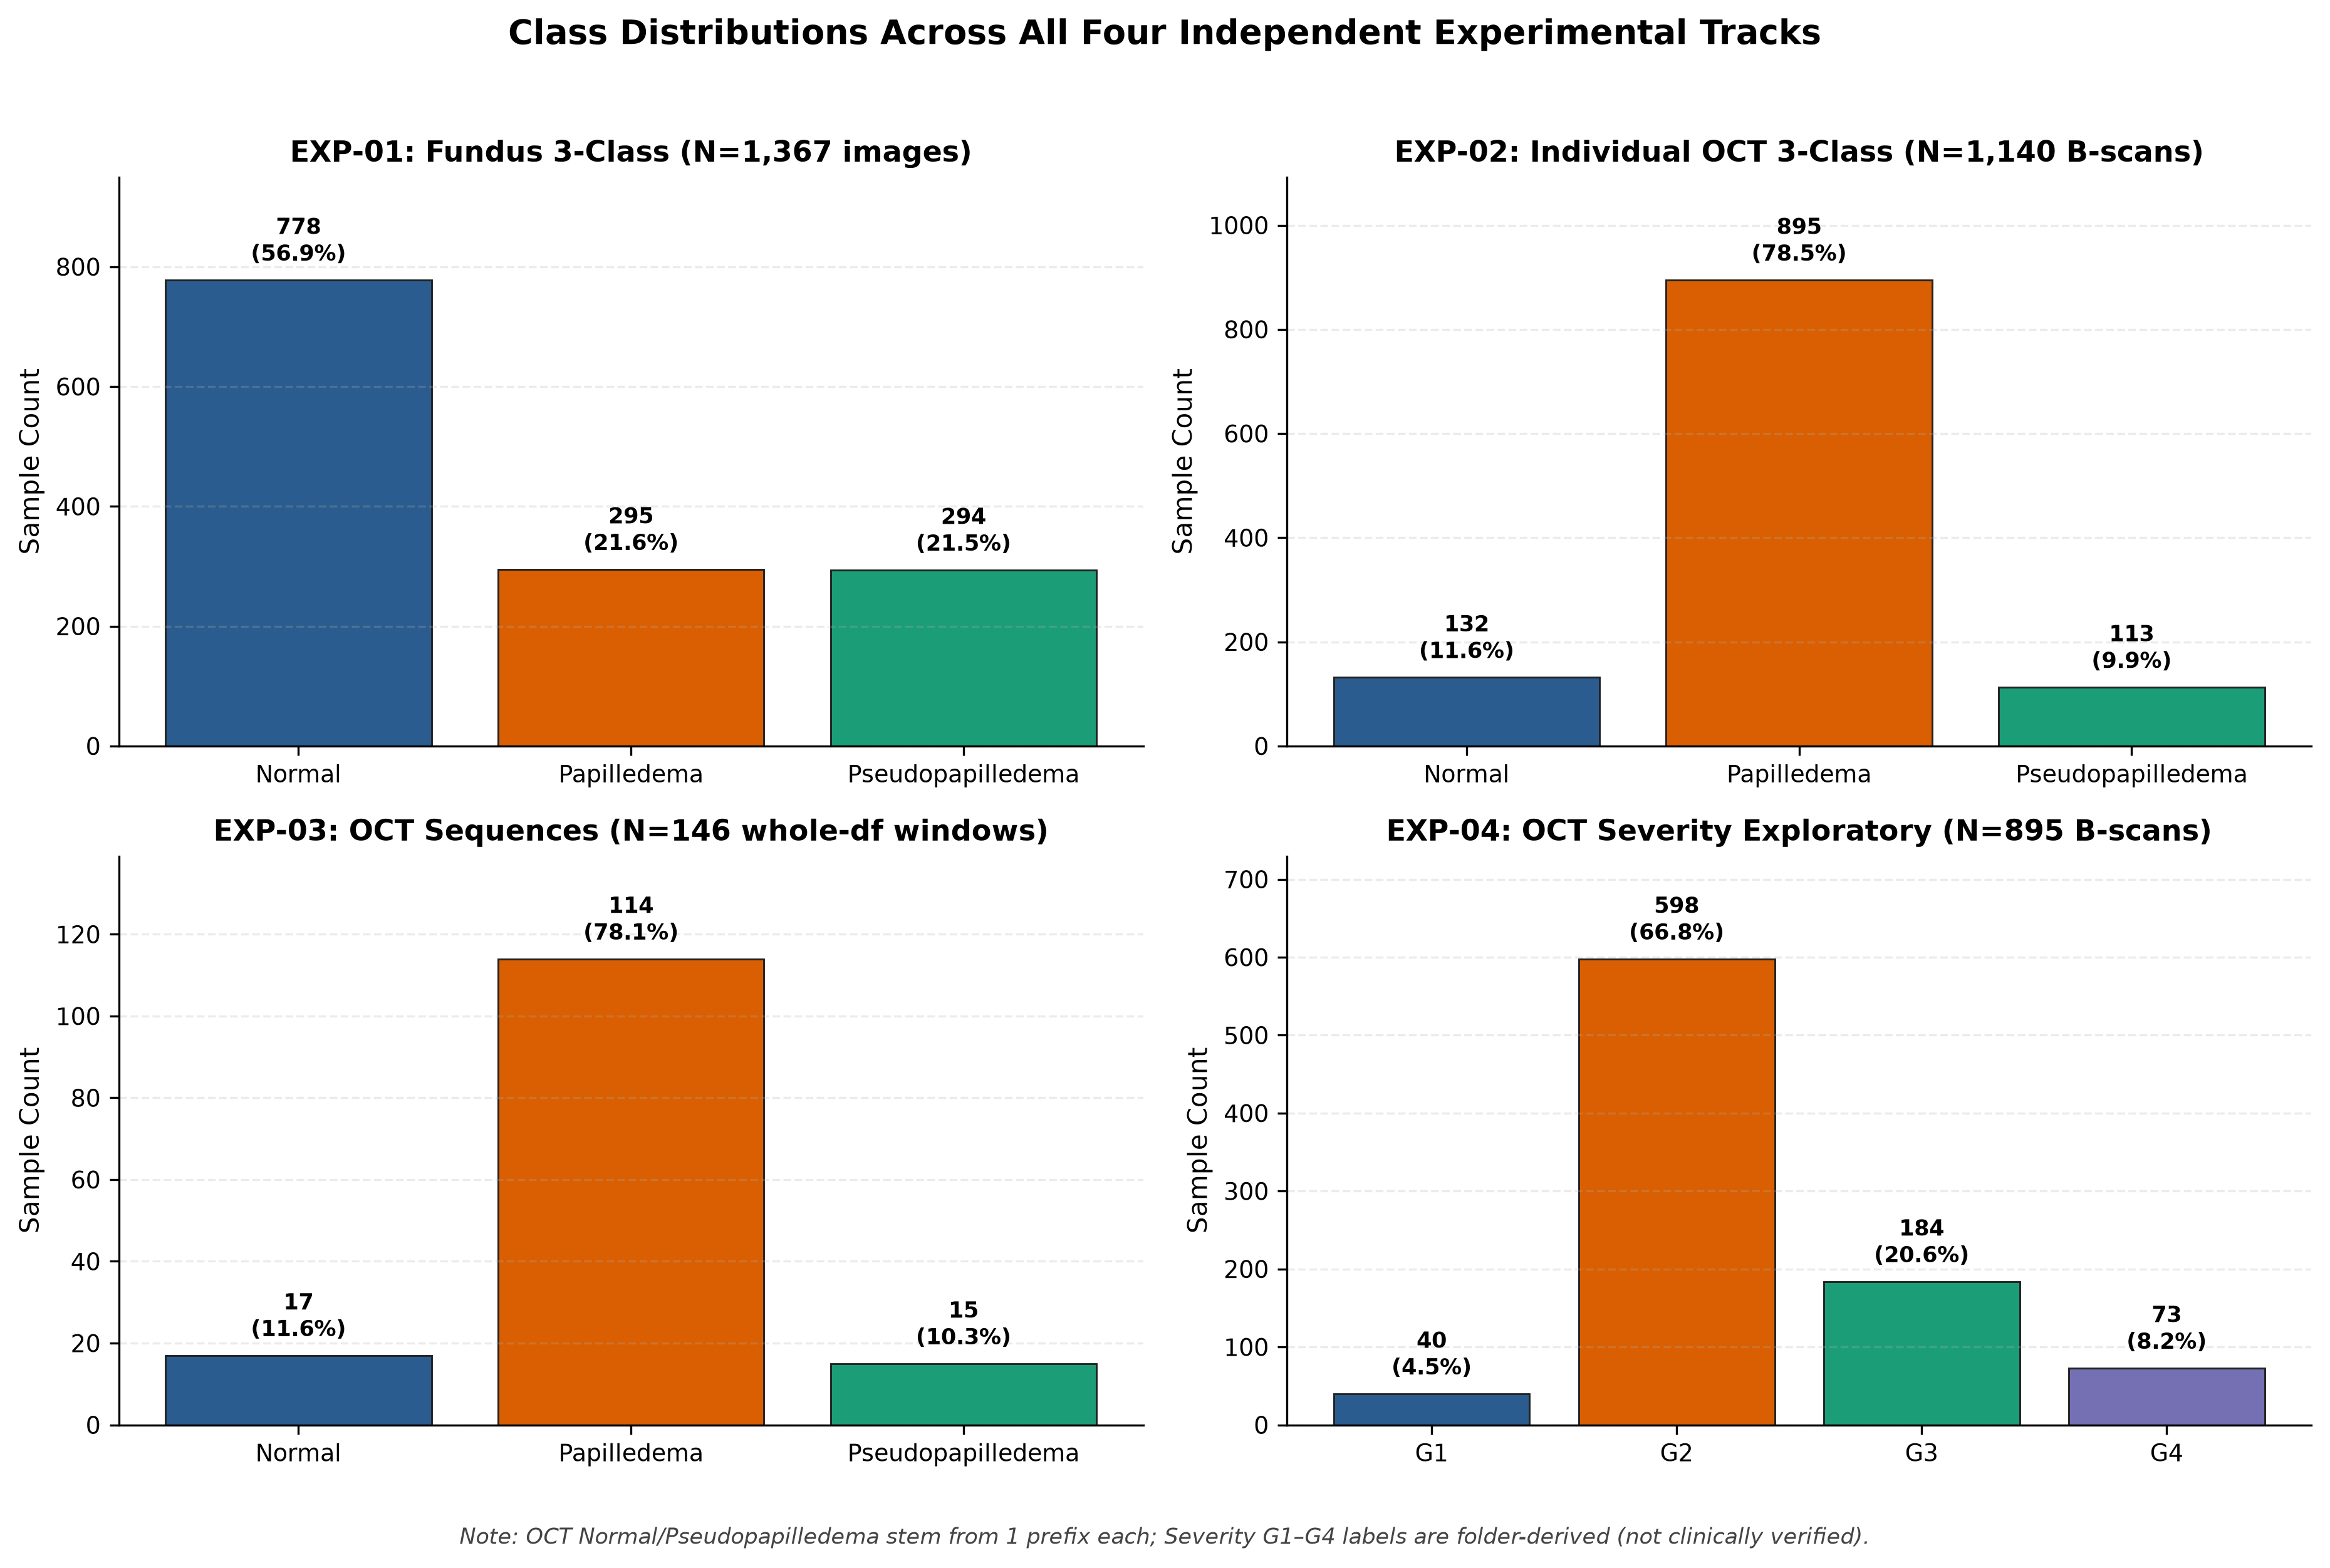 Class Distributions Across All Four Independent Experimental Tracks
EXP-01: Fundus 3-Class (N=1,367 images)
Sample Count
800
600
400
200
0
778
(56.9%)
295
(21.6%)
294
(21.5%)
Normal
Papilledema
Pseudopapilledema
EXP-02: Individual OCT 3-Class (N=1,140 B-scans)
Sample Count
1000
800
600
400
200
0
132
(11.6%)
895
(78.5%)
113
(9.9%)
Normal
Papilledema
Pseudopapilledema
EXP-03: OCT Sequences (N=146 whole-df windows)
Sample Count
120
100
80
60
40
20
0
17
(11.6%)
114
(78.1%)
15
(10.3%)
Normal
Papilledema
Pseudopapilledema
EXP-04: OCT Severity Exploratory (N=895 B-scans)
Sample Count
700
600
500
400
300
200
100
0
40
(4.5%)
598
(66.8%)
184
(20.6%)
73
(8.2%)
G1
G2
G3
G4
Note: OCT Normal/Pseudopapilledema stem from 1 prefix each; Severity G1–G4 labels are folder-derived (not clinically verified).